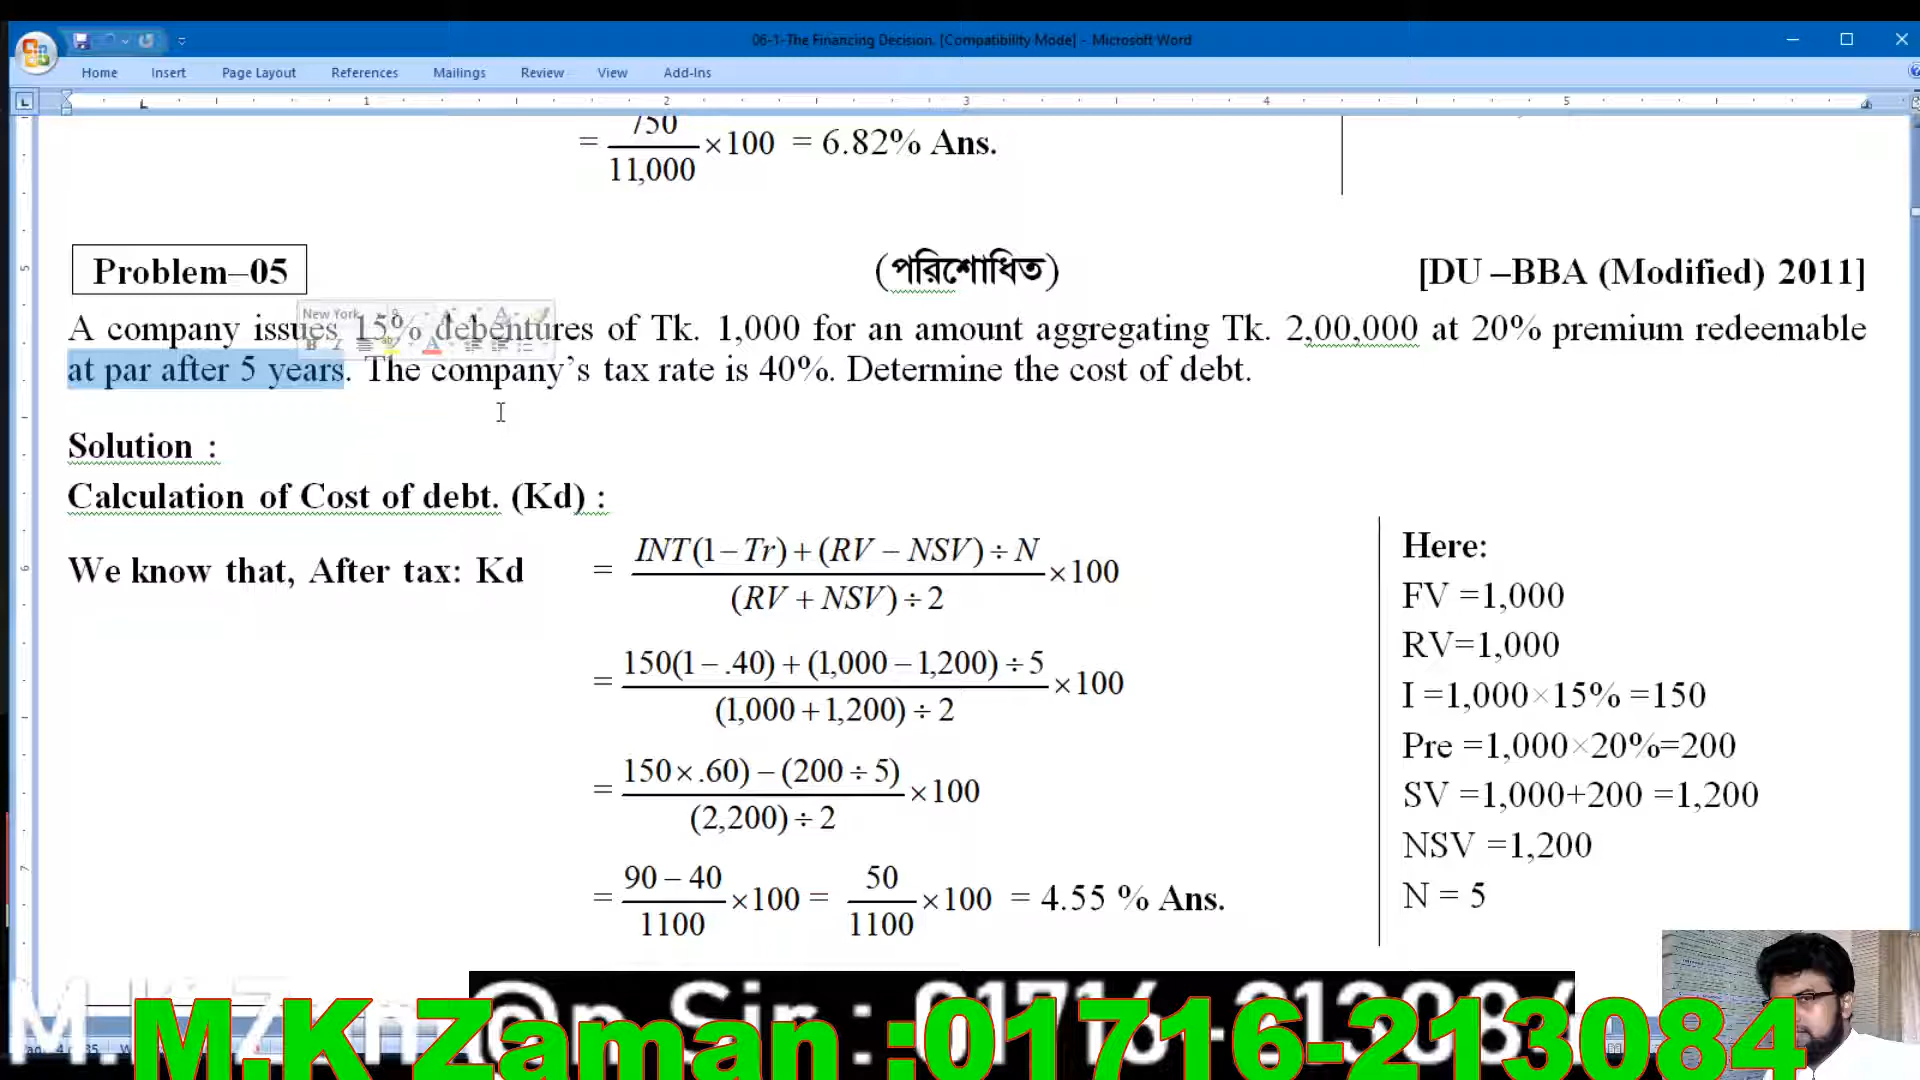 06-1-The Financing Decision. [Compatibility Mode] - Microsoft Word
Home Insert Page Layout References Mailings Review View Add-Ins
1 2 3 4 5
= 750/11,000 ×100 = 6.82% Ans.
Problem–05 (পরিশোধিত) [DU –BBA (Modified) 2011]
New York
A company issues 15% debentures of Tk. 1,000 for an amount aggregating Tk. 2,00,000 at 20% premium redeemable
at par after 5 years. The company’s tax rate is 40%. Determine the cost of debt.
Solution :
Calculation of Cost of debt. (Kd) :
We know that, After tax: Kd = INT(1−Tr)+(RV−NSV)÷N / (RV+NSV)÷2 ×100
= 150(1−.40)+(1,000−1,200)÷5 / (1,000+1,200)÷2 ×100
= 150×.60)−(200÷5) / (2,200)÷2 ×100
= 90−40 / 1100 ×100 = 50 / 1100 ×100 = 4.55 % Ans.
Here:
FV =1,000
RV=1,000
I =1,000×15% =150
Pre =1,000×20%=200
SV =1,000+200 =1,200
NSV =1,200
N = 5
M.K Zaman :01716-213084